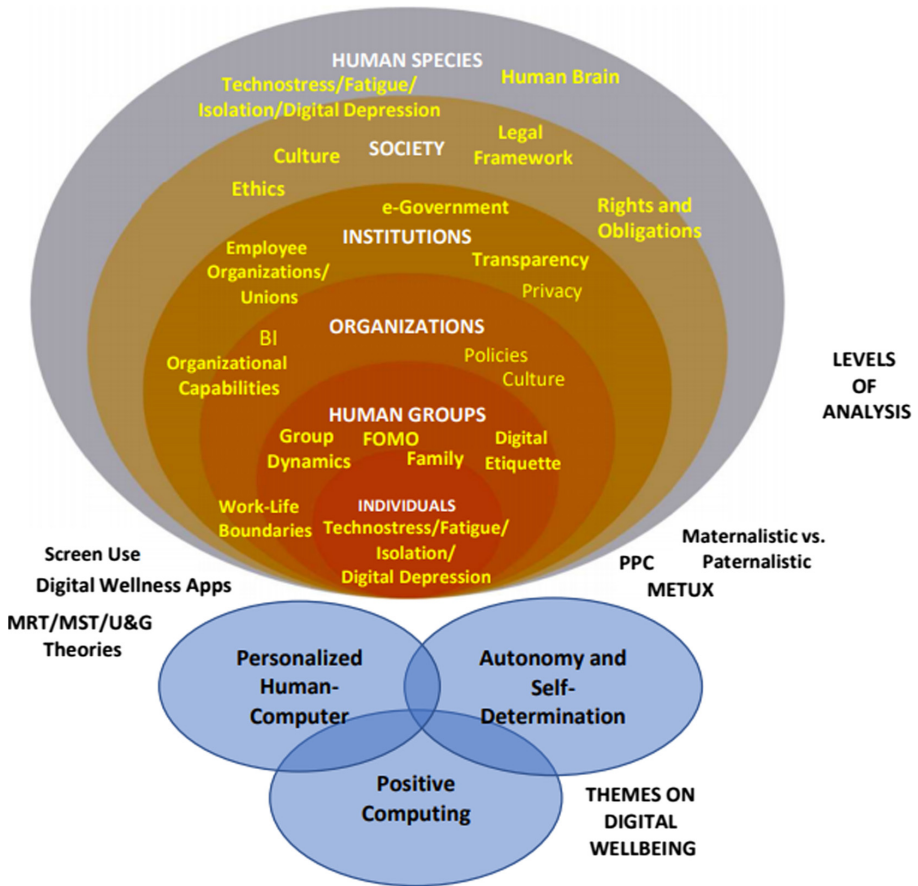 HUMAN SPECIES
Technostress/Fatigue/
Isolation/Digital Depression
Human Brain
SOCIETY
Culture
Ethics
Legal
Framework
Rights and
Obligations
e-Government
INSTITUTIONS
Employee
Organizations/
Unions
Transparency
Privacy
ORGANIZATIONS
BI
Organizational
Capabilities
Policies
Culture
HUMAN GROUPS
Group
Dynamics
FOMO
Family
Digital
Etiquette
Work-Life
Boundaries
INDIVIDUALS
Technostress/Fatigue/
Isolation/
Digital Depression
LEVELS
OF
ANALYSIS
Screen Use
Digital Wellness Apps
MRT/MST/U&G
Theories
Maternalistic vs.
Paternalistic
PPC
METUX
Personalized
Human-
Computer
Autonomy and
Self-
Determination
Positive
Computing
THEMES ON
DIGITAL
WELLBEING